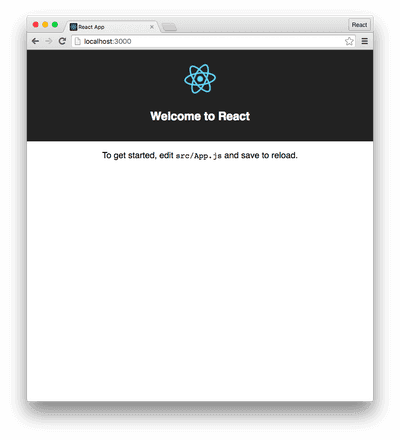 React App
React
localhost:3000
Welcome to React
To get started, edit src/App.js and save to reload.